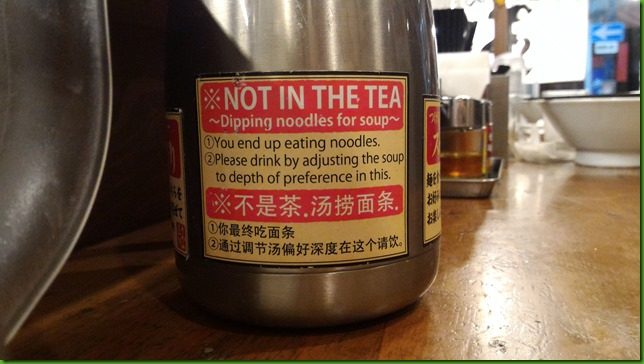 ※NOT IN THE TEA
～Dipping noodles for soup～
①You end up eating noodles.
②Please drink by adjusting the soup
to depth of preference in this.
※不是茶.汤捞面条.
①你最终吃面条
②通过调节汤偏好深度在这个请饮。